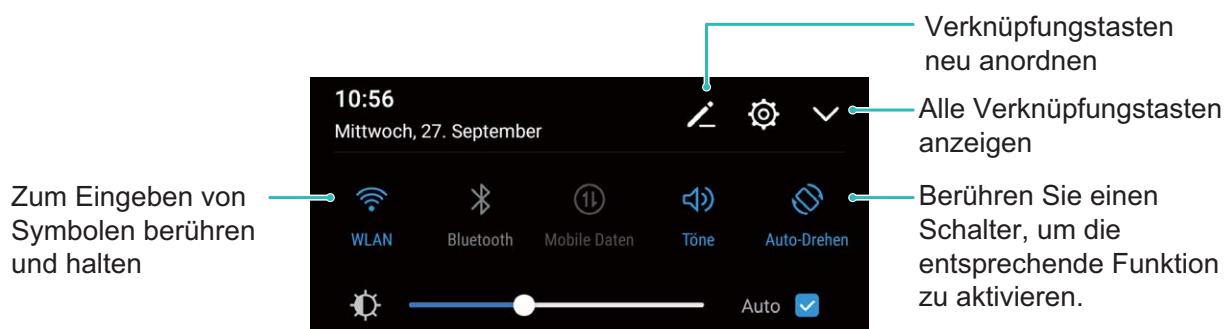 Verknüpfungstasten
neu anordnen
10:56
Mittwoch, 27. September
Alle Verknüpfungstasten
anzeigen
Zum Eingeben von
Symbolen berühren
und halten
WLAN
Bluetooth
Mobile Daten
Töne
Auto-Drehen
Berühren Sie einen
Schalter, um die
entsprechende Funktion
zu aktivieren.
Auto